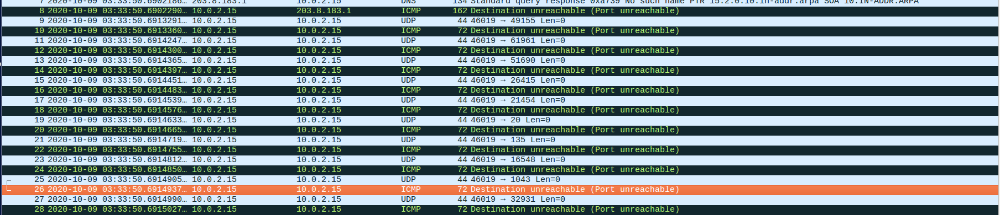 7 2020-10-09 03:33:50.6902186… 203.8.183.1 10.0.2.15 DNS 134 Standard query response 0xa739 No such name PTR 15.2.0.10.in-addr.arpa SOA 10.IN-ADDR.ARPA
8 2020-10-09 03:33:50.6902290… 10.0.2.15 203.8.183.1 ICMP 162 Destination unreachable (Port unreachable)
9 2020-10-09 03:33:50.6913291… 10.0.2.15 10.0.2.15 UDP 44 46019 → 49155 Len=0
10 2020-10-09 03:33:50.6913360… 10.0.2.15 10.0.2.15 ICMP 72 Destination unreachable (Port unreachable)
11 2020-10-09 03:33:50.6914247… 10.0.2.15 10.0.2.15 UDP 44 46019 → 61961 Len=0
12 2020-10-09 03:33:50.6914300… 10.0.2.15 10.0.2.15 ICMP 72 Destination unreachable (Port unreachable)
13 2020-10-09 03:33:50.6914365… 10.0.2.15 10.0.2.15 UDP 44 46019 → 51690 Len=0
14 2020-10-09 03:33:50.6914397… 10.0.2.15 10.0.2.15 ICMP 72 Destination unreachable (Port unreachable)
15 2020-10-09 03:33:50.6914451… 10.0.2.15 10.0.2.15 UDP 44 46019 → 26415 Len=0
16 2020-10-09 03:33:50.6914483… 10.0.2.15 10.0.2.15 ICMP 72 Destination unreachable (Port unreachable)
17 2020-10-09 03:33:50.6914539… 10.0.2.15 10.0.2.15 UDP 44 46019 → 21454 Len=0
18 2020-10-09 03:33:50.6914576… 10.0.2.15 10.0.2.15 ICMP 72 Destination unreachable (Port unreachable)
19 2020-10-09 03:33:50.6914633… 10.0.2.15 10.0.2.15 UDP 44 46019 → 20 Len=0
20 2020-10-09 03:33:50.6914665… 10.0.2.15 10.0.2.15 ICMP 72 Destination unreachable (Port unreachable)
21 2020-10-09 03:33:50.6914719… 10.0.2.15 10.0.2.15 UDP 44 46019 → 135 Len=0
22 2020-10-09 03:33:50.6914755… 10.0.2.15 10.0.2.15 ICMP 72 Destination unreachable (Port unreachable)
23 2020-10-09 03:33:50.6914812… 10.0.2.15 10.0.2.15 UDP 44 46019 → 16548 Len=0
24 2020-10-09 03:33:50.6914850… 10.0.2.15 10.0.2.15 ICMP 72 Destination unreachable (Port unreachable)
25 2020-10-09 03:33:50.6914905… 10.0.2.15 10.0.2.15 UDP 44 46019 → 1043 Len=0
26 2020-10-09 03:33:50.6914937… 10.0.2.15 10.0.2.15 ICMP 72 Destination unreachable (Port unreachable)
27 2020-10-09 03:33:50.6914990… 10.0.2.15 10.0.2.15 UDP 44 46019 → 32931 Len=0
28 2020-10-09 03:33:50.6915027… 10.0.2.15 10.0.2.15 ICMP 72 Destination unreachable (Port unreachable)